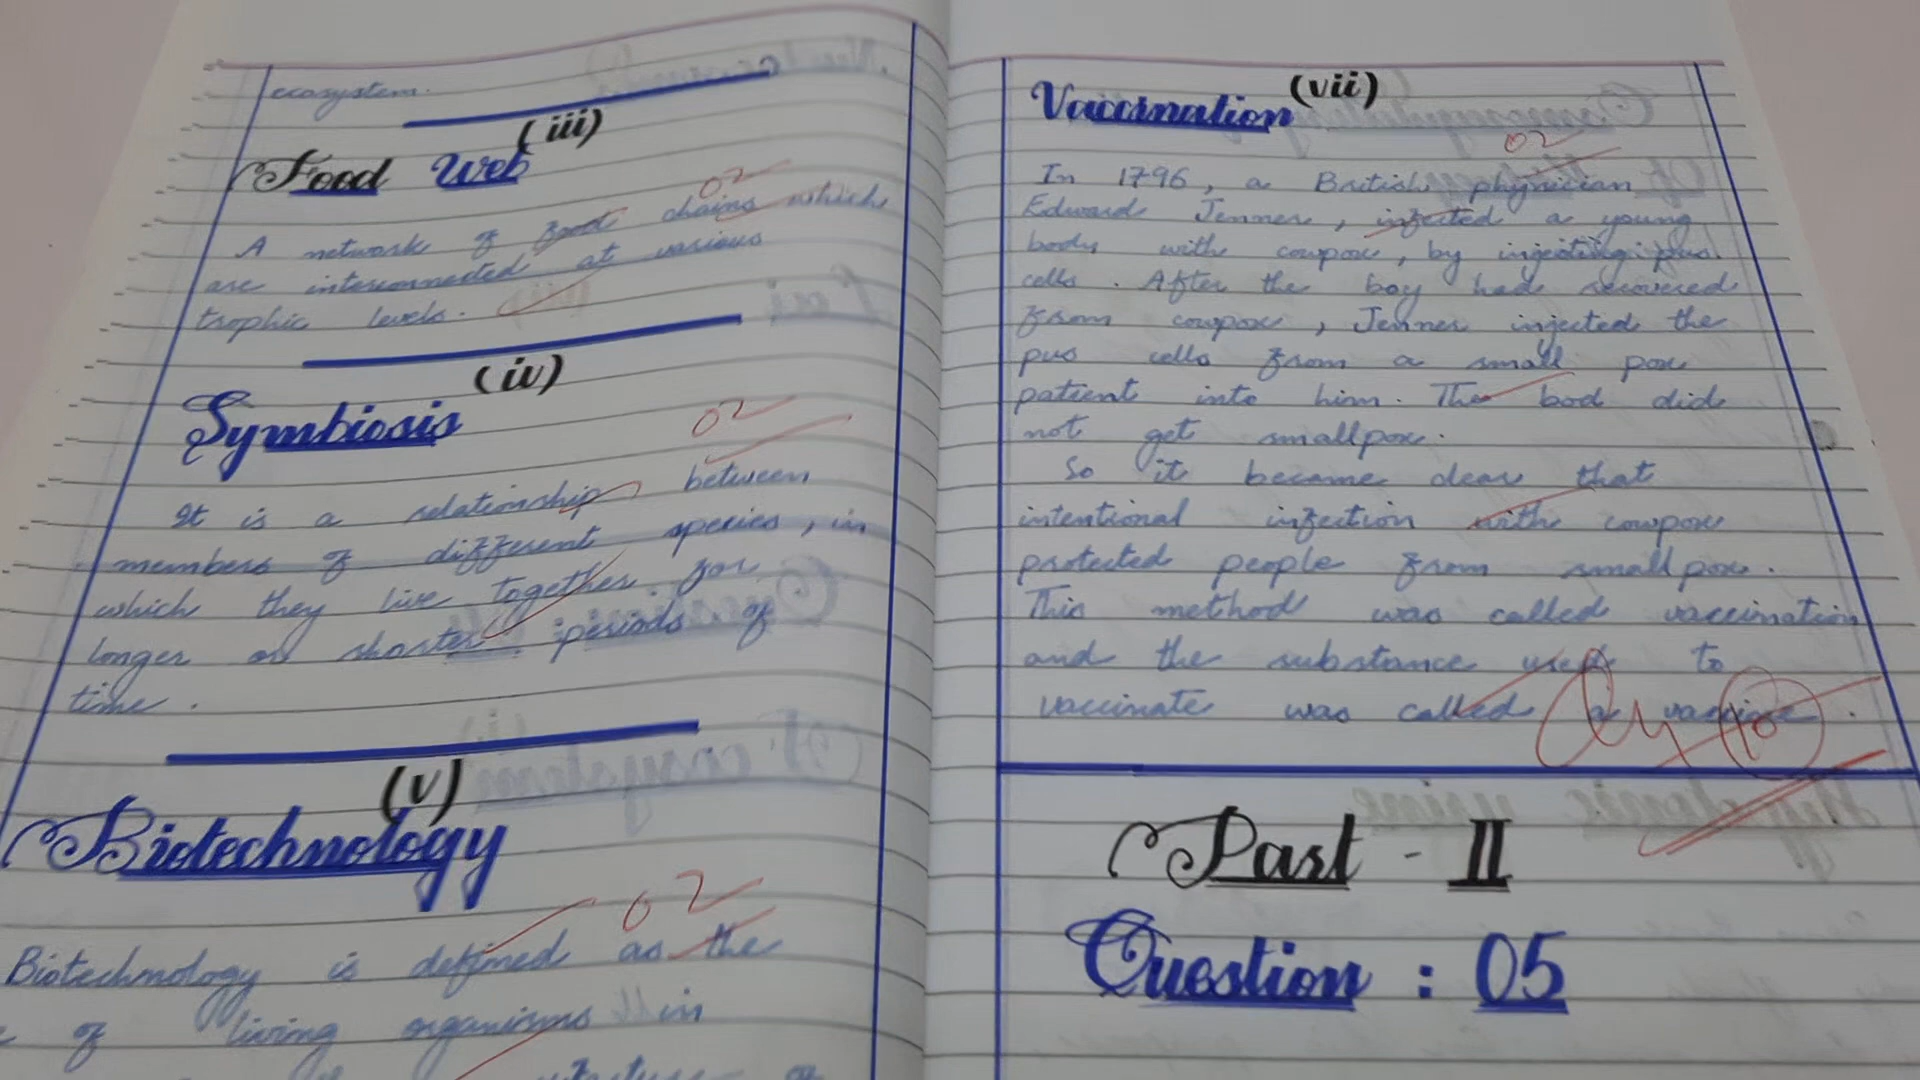 ecosystem.
(iii)
Food Web
02
A network of food chains which
are interconnected at various
trophic levels.
(iv)
Symbiosis
02
It is a relationship between
members of different species, in
which they live together for
longer or shorter periods of
time.
(v)
Biotechnology
02
Biotechnology is defined as the
of living organisms in
of
(vii)
Vaccination
02
In 1796, a British physician
Edward Jenner, infected a young
body with cowpox, by injecting pus
cells. After the boy had recovered
from cowpox, Jenner injected the
pus cells from a small pox
patient into him. The bod did
not get smallpox.
So it became clear that
intentional infection with cowpox
protected people from small pox.
This method was called vaccination
and the substance used to
vaccinate was called a vaccine.
10
Part - II
Question : 05